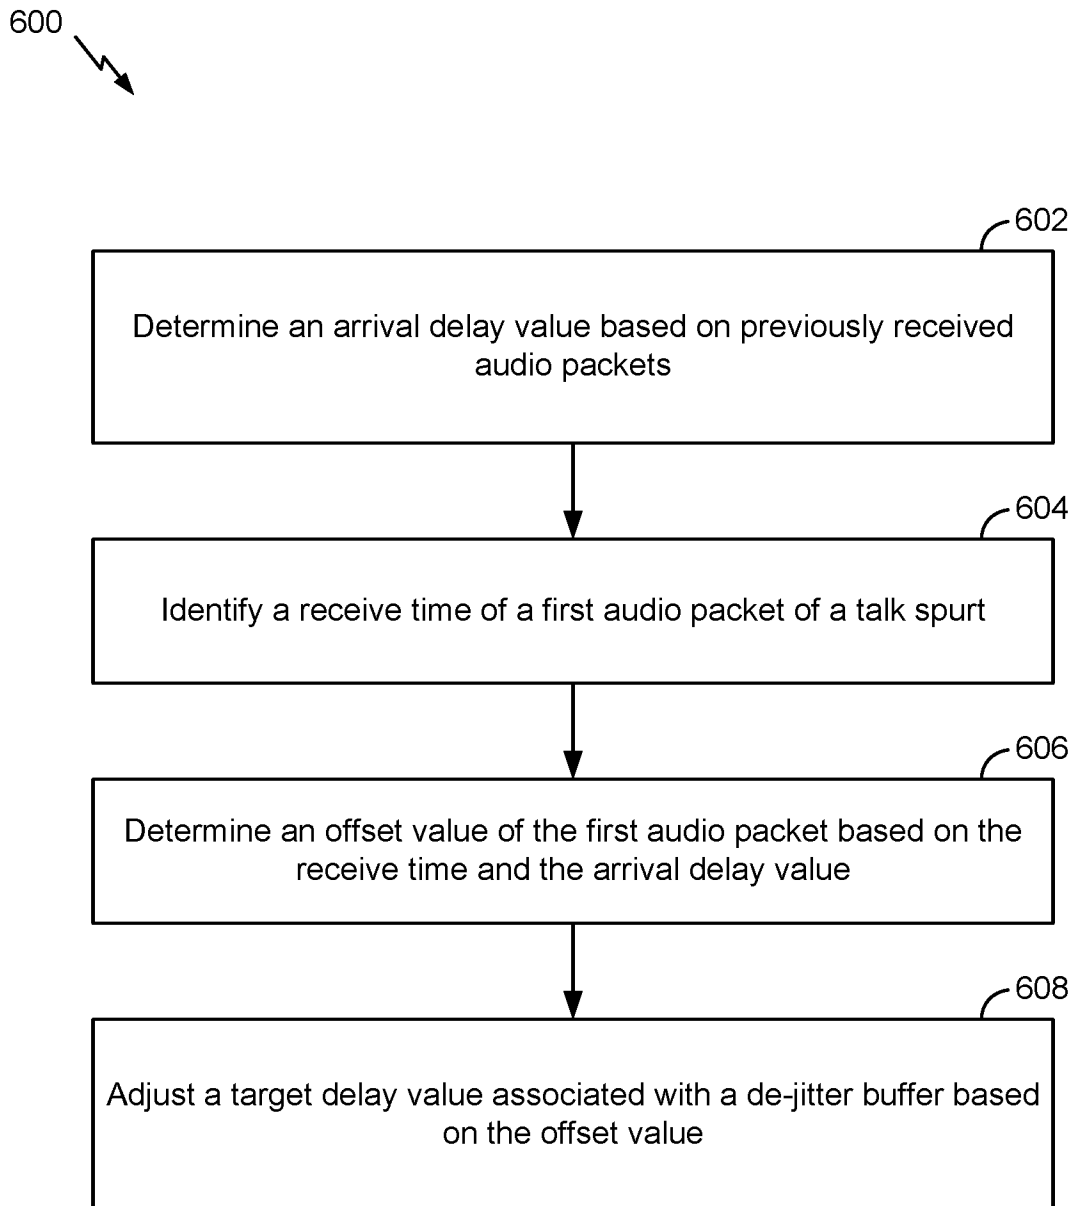 600
602
Determine an arrival delay value based on previously received
audio packets
604
Identify a receive time of a first audio packet of a talk spurt
606
Determine an offset value of the first audio packet based on the
receive time and the arrival delay value
608
Adjust a target delay value associated with a de-jitter buffer based
on the offset value